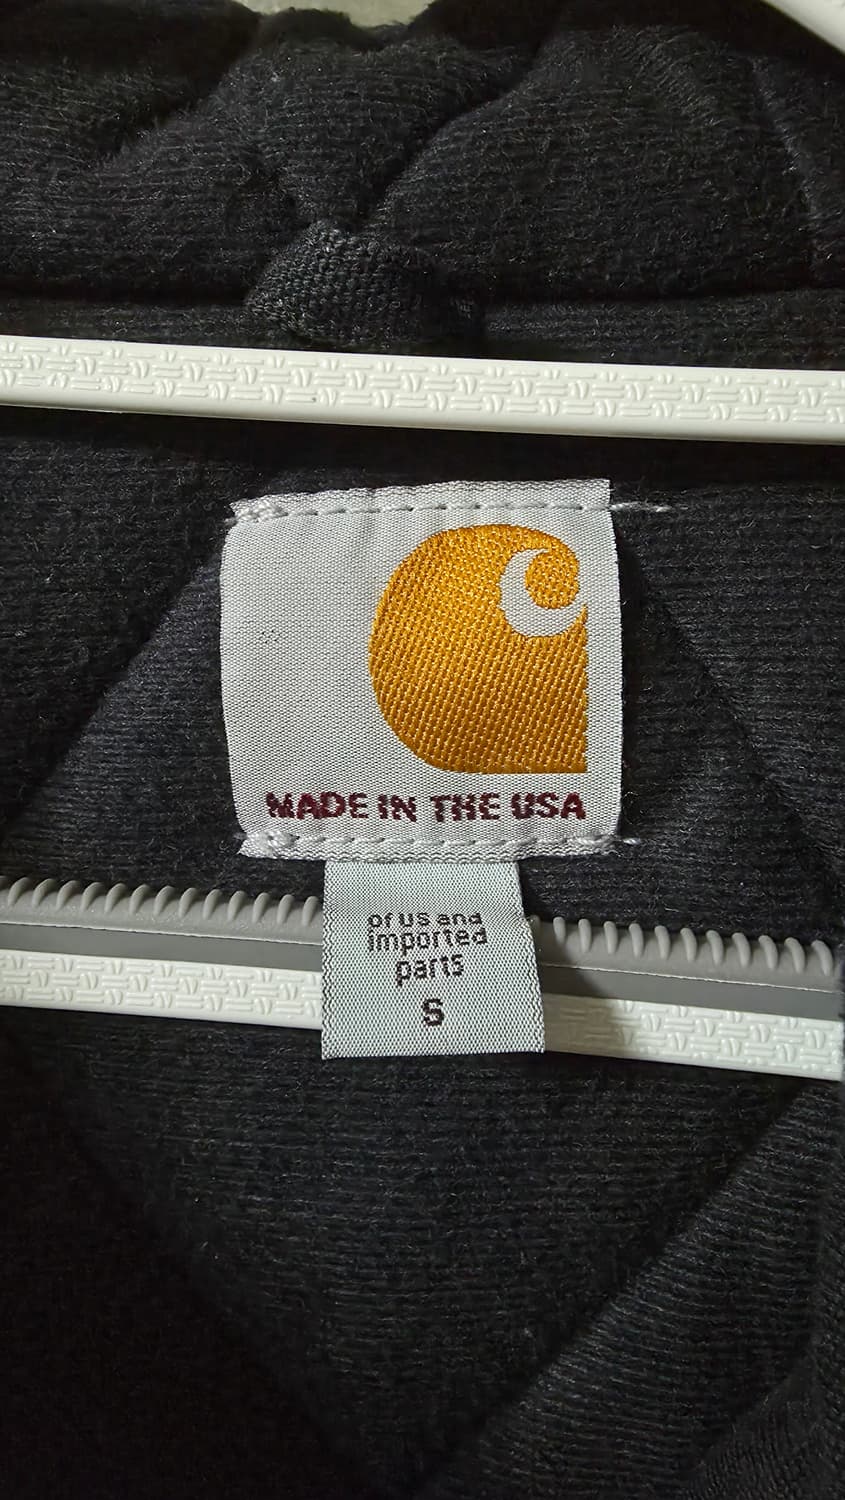 MADE IN THE USA
of US and
imported
parts
S